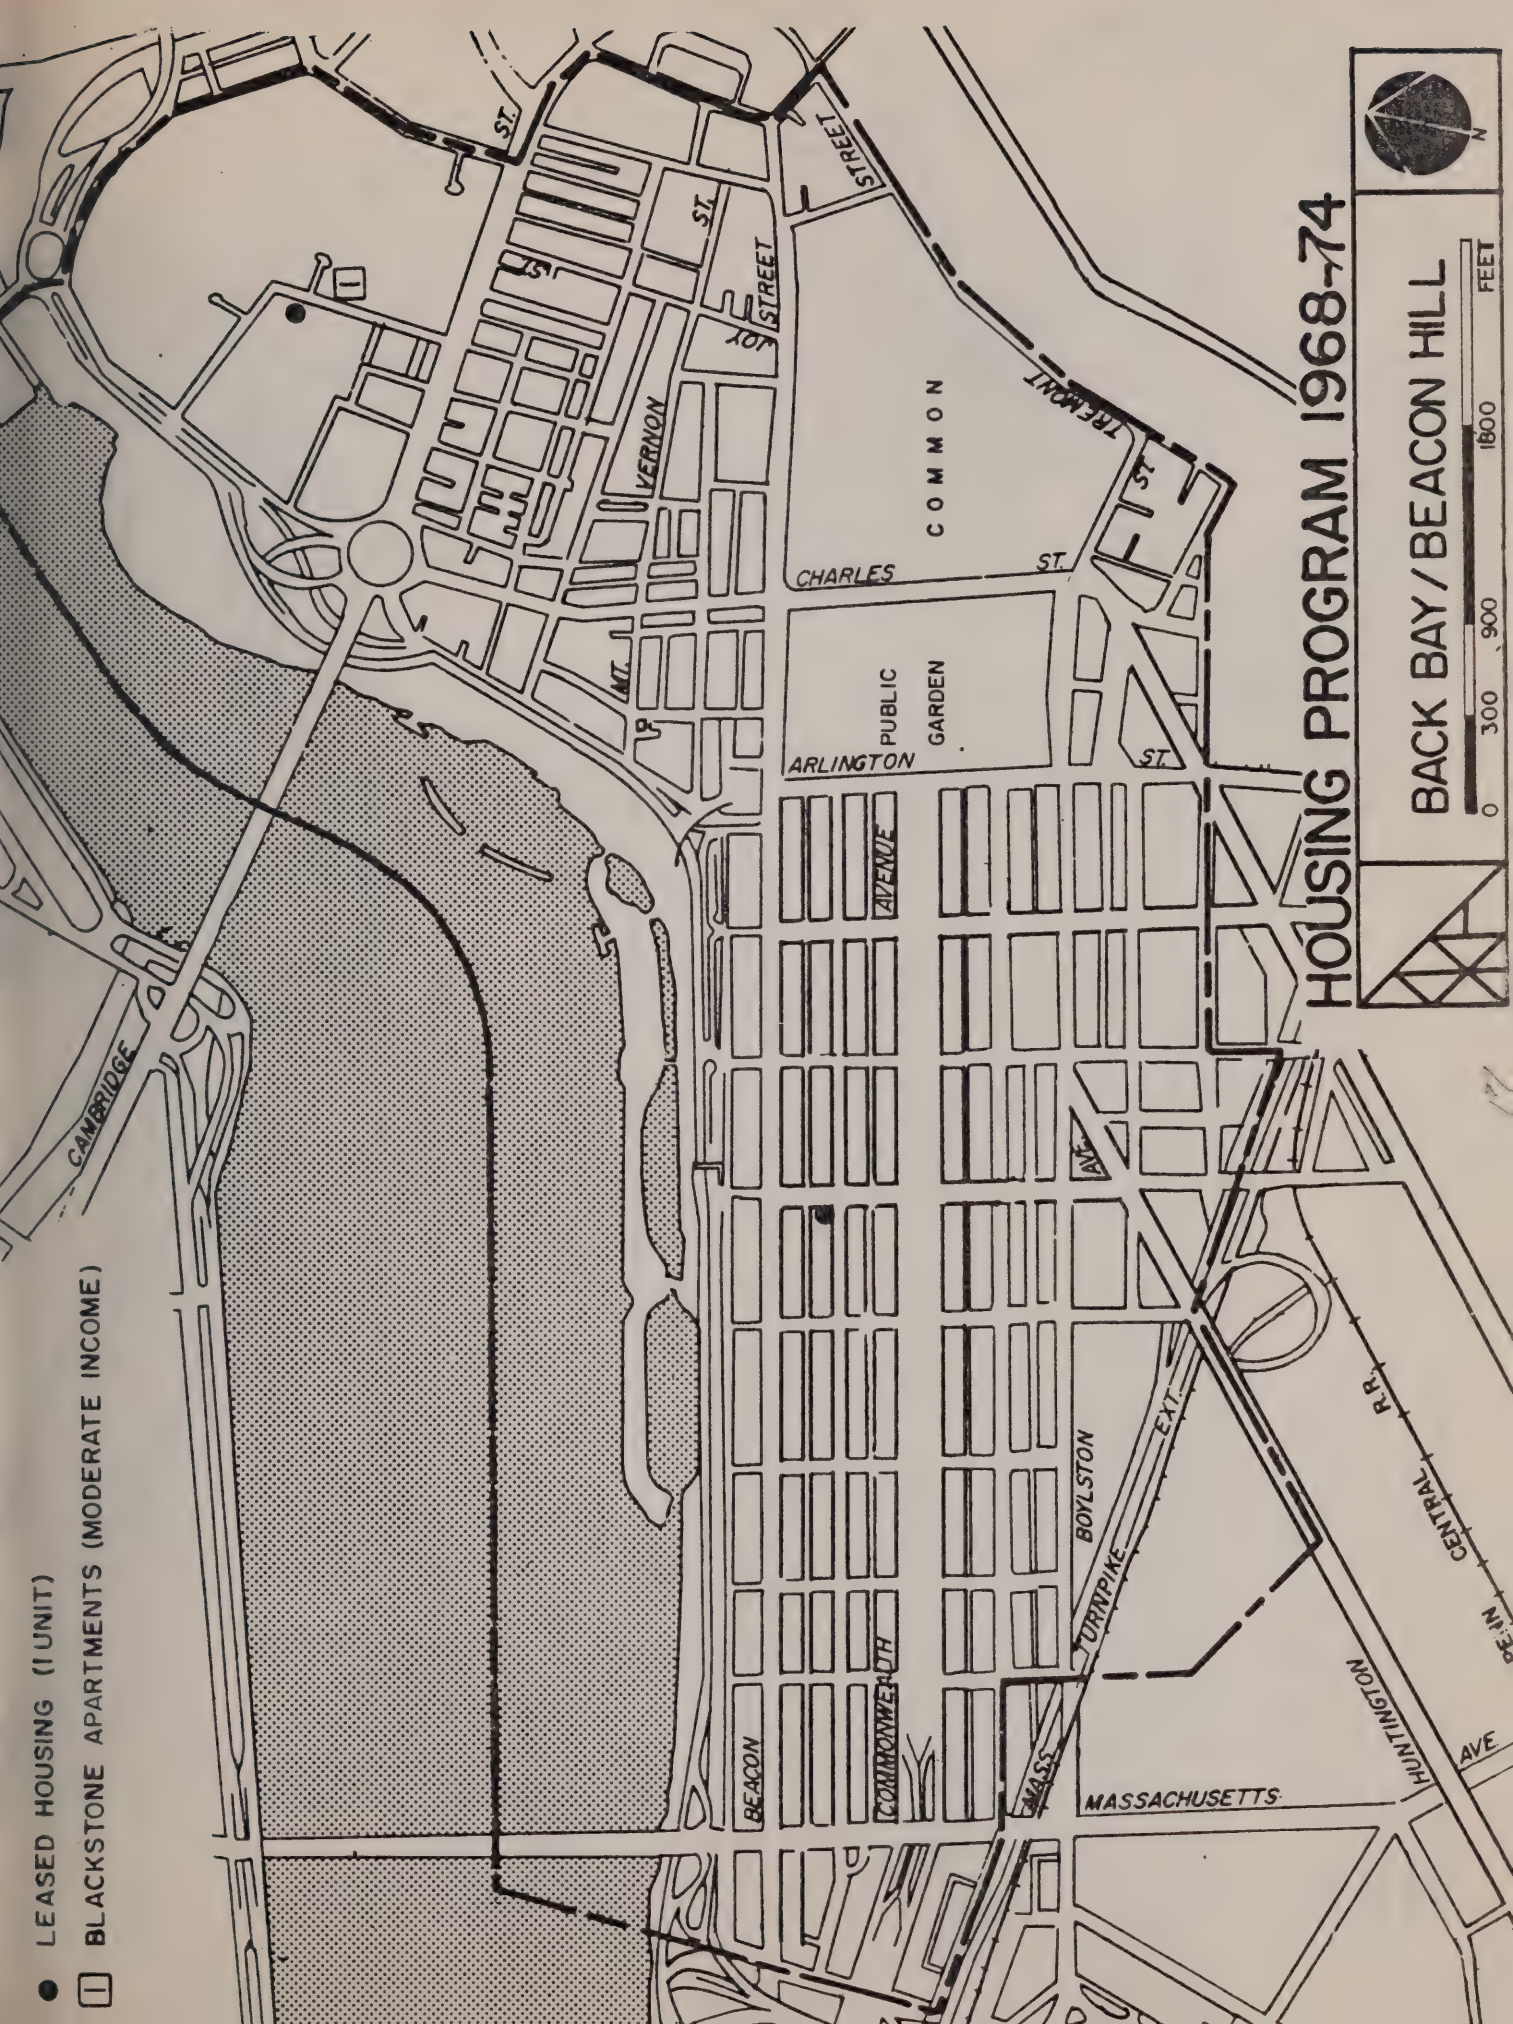 ● LEASED HOUSING (1 UNIT)
1 BLACKSTONE APARTMENTS (MODERATE INCOME)
CAMBRIDGE
ST.
ST.
ST.
JOY
STREET
STREET
VERNON
MT.
COMMON
TREMONT
ST.
CHARLES
ST.
PUBLIC
GARDEN
ARLINGTON
ST.
AVENUE
AVE.
BEACON
COMMONWEALTH
BOYLSTON
MASS.
TURNPIKE
EXT.
MASSACHUSETTS
HUNTINGTON
AVE.
PENN
CENTRAL
R.R.
HOUSING PROGRAM 1968-74
BACK BAY/BEACON HILL
0 300 900 1800 FEET
N